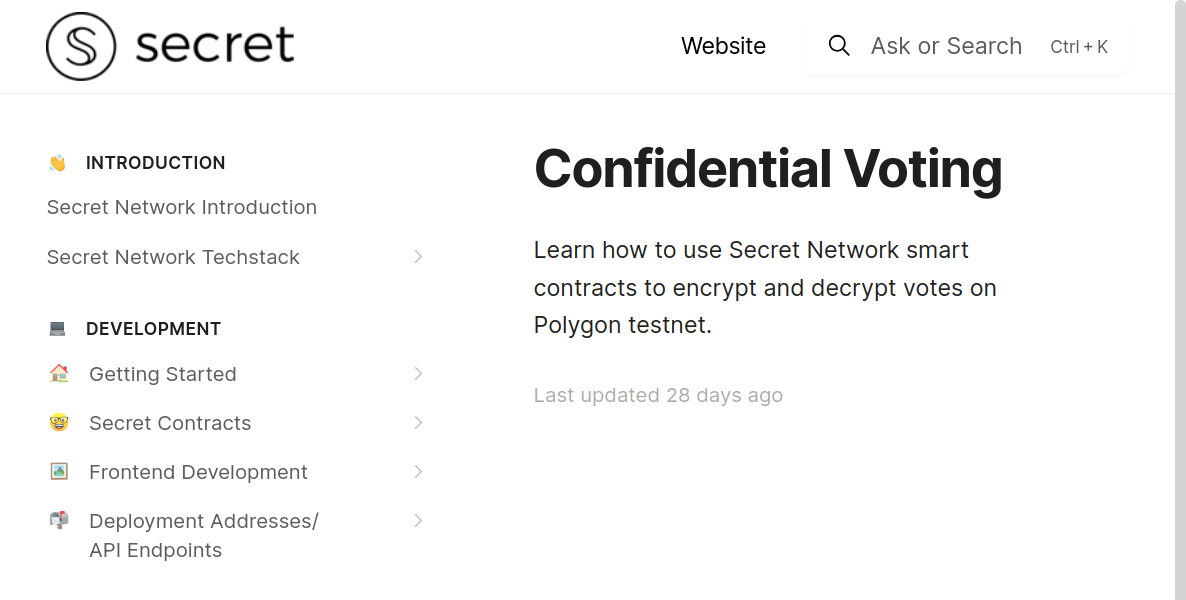 secret
Website
Ask or Search
Ctrl + K
INTRODUCTION
Secret Network Introduction
Secret Network Techstack
DEVELOPMENT
Getting Started
Secret Contracts
Frontend Development
Deployment Addresses/
API Endpoints
Confidential Voting
Learn how to use Secret Network smart
contracts to encrypt and decrypt votes on
Polygon testnet.
Last updated 28 days ago